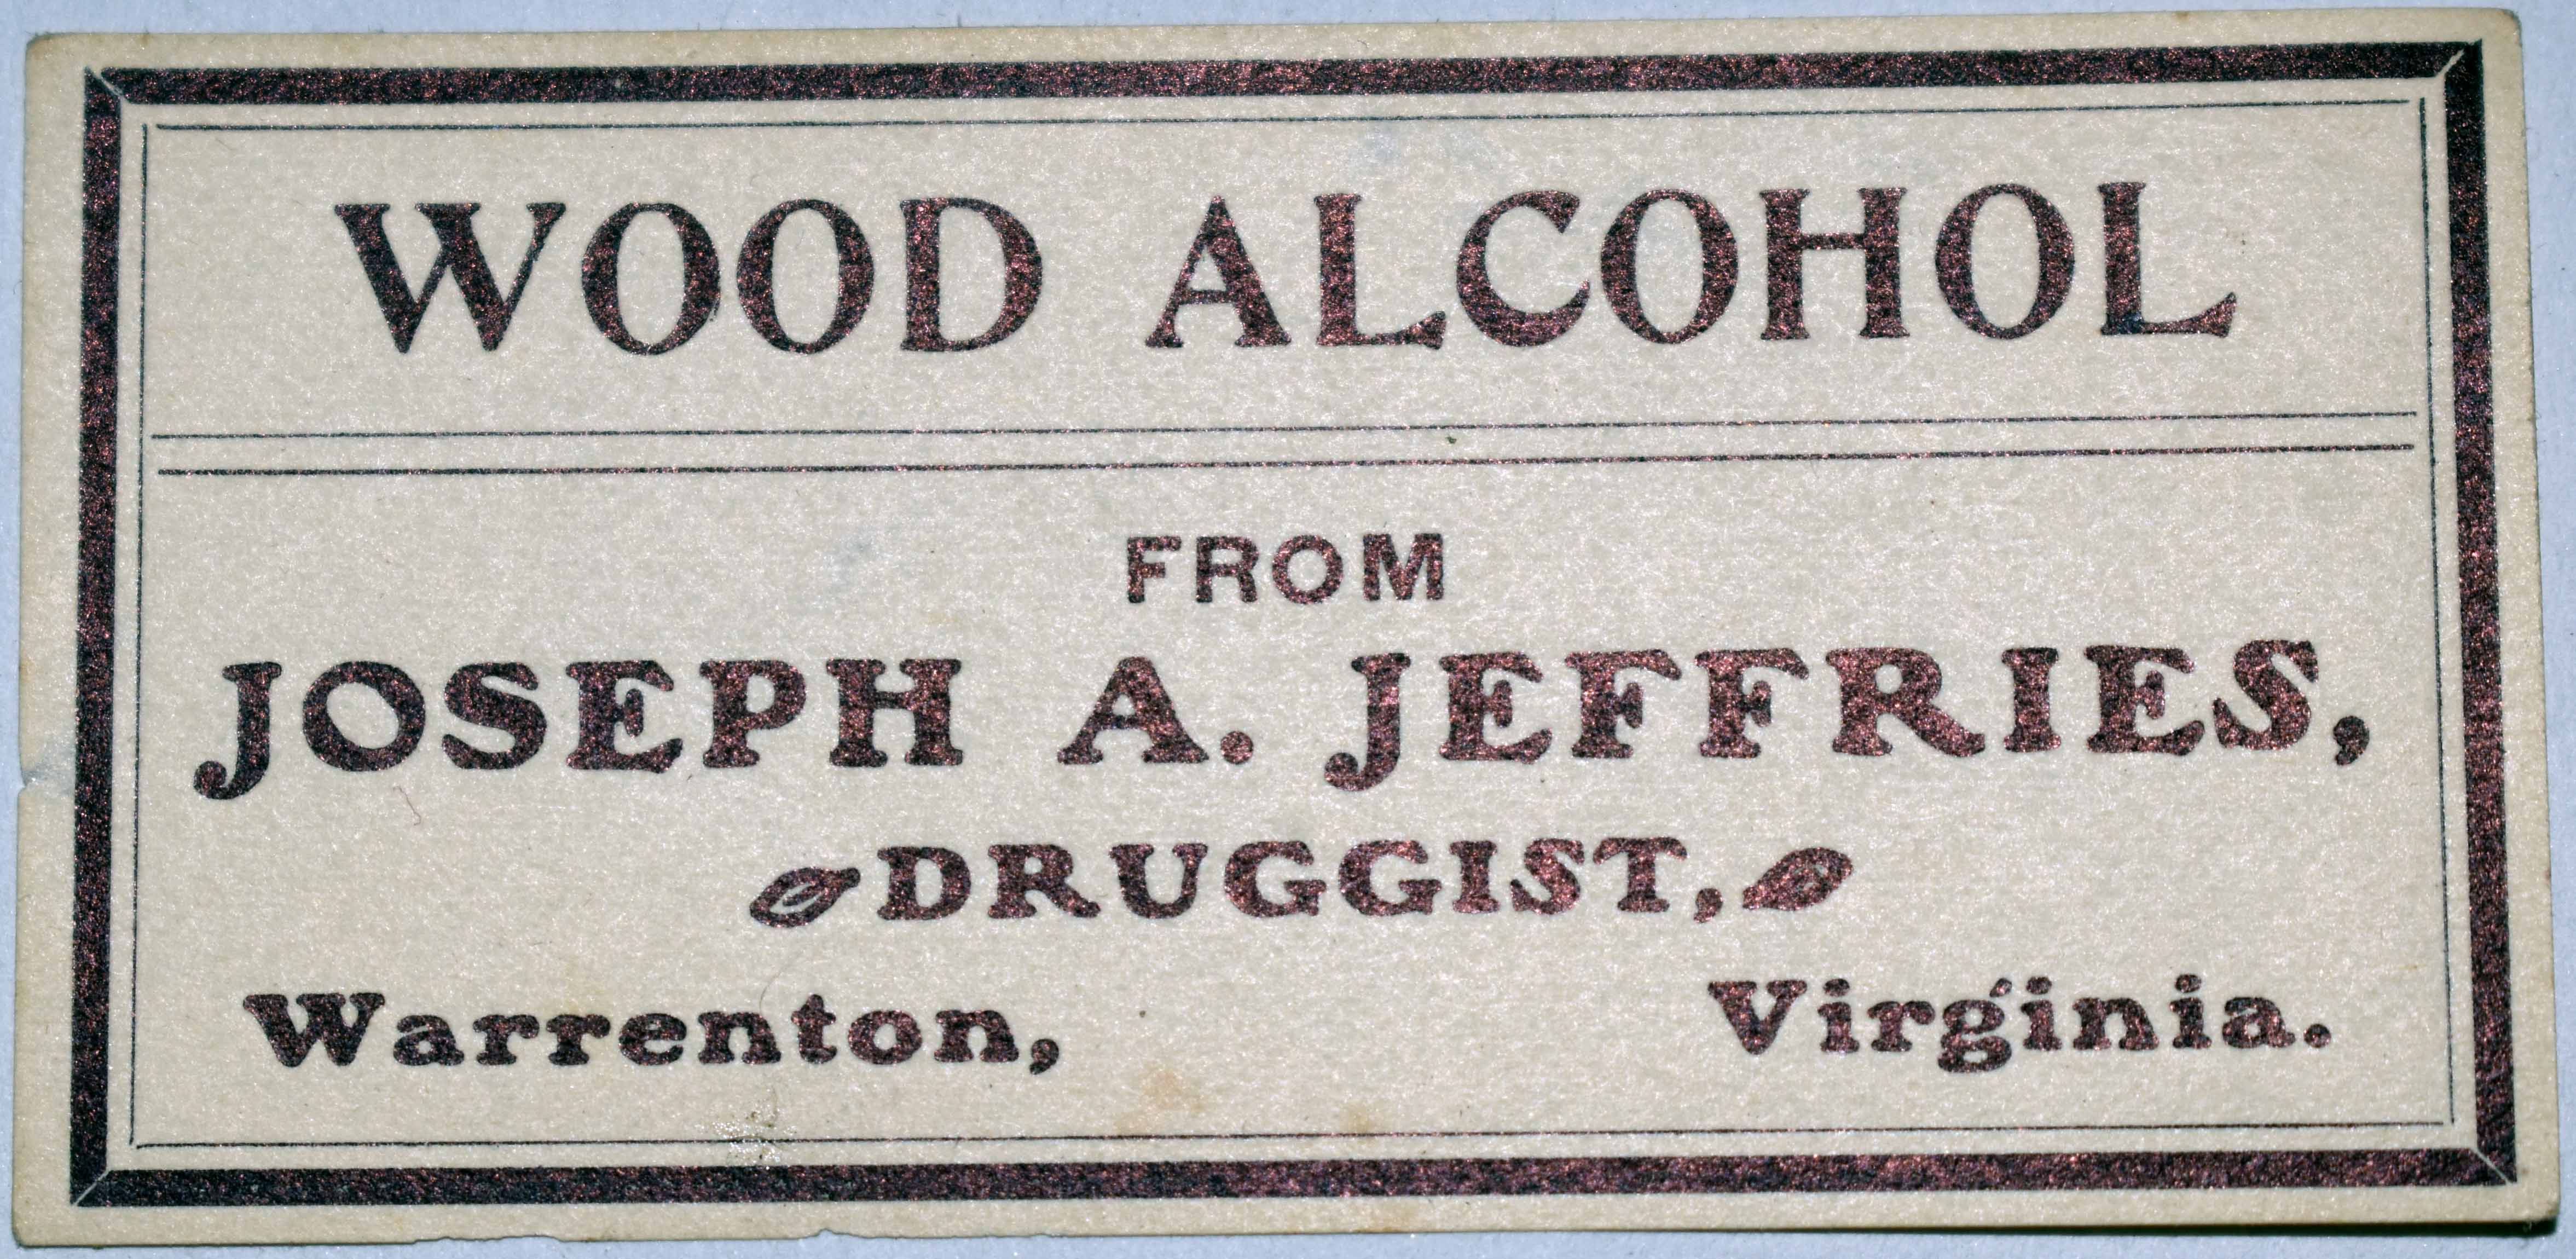 WOOD ALCOHOL
FROM
JOSEPH A. JEFFRIES,
DRUGGIST,
Warrenton, Virginia.